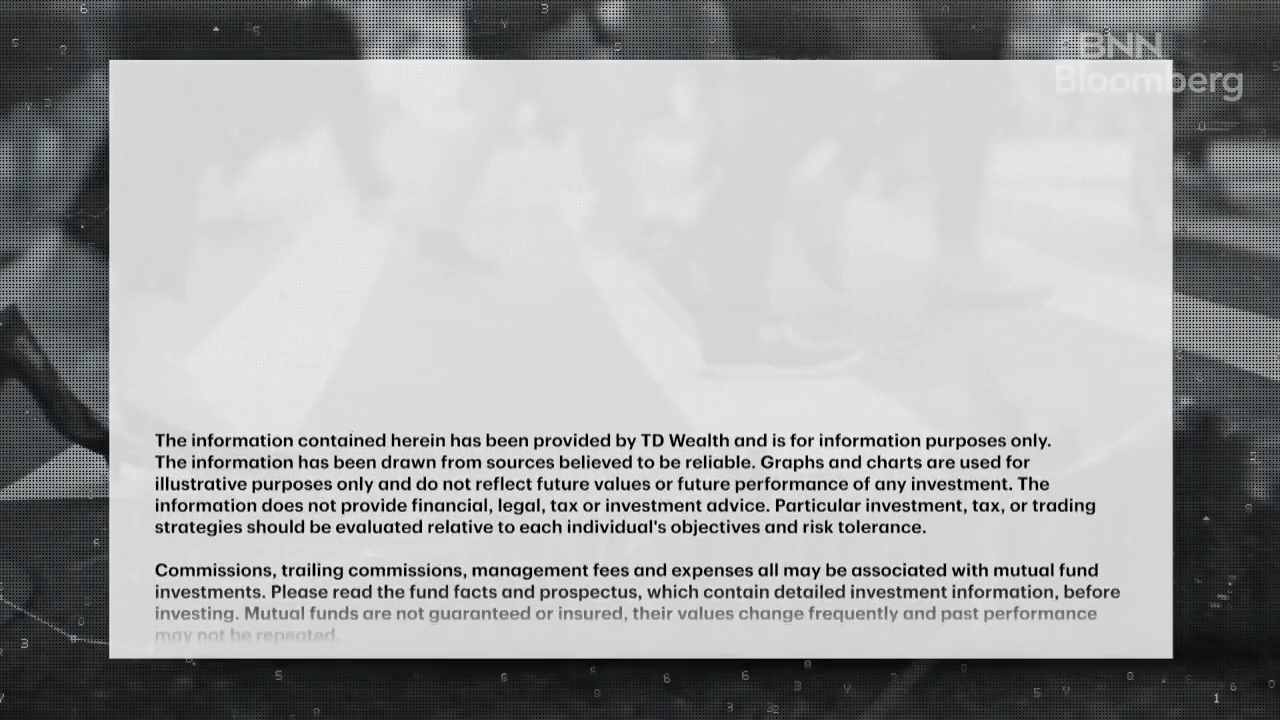 BNN
Bloomberg
The information contained herein has been provided by TD Wealth and is for information purposes only.
The information has been drawn from sources believed to be reliable. Graphs and charts are used for
illustrative purposes only and do not reflect future values or future performance of any investment. The
information does not provide financial, legal, tax or investment advice. Particular investment, tax, or trading
strategies should be evaluated relative to each individual's objectives and risk tolerance.
Commissions, trailing commissions, management fees and expenses all may be associated with mutual fund
investments. Please read the fund facts and prospectus, which contain detailed investment information, before
investing. Mutual funds are not guaranteed or insured, their values change frequently and past performance
may not be repeated.